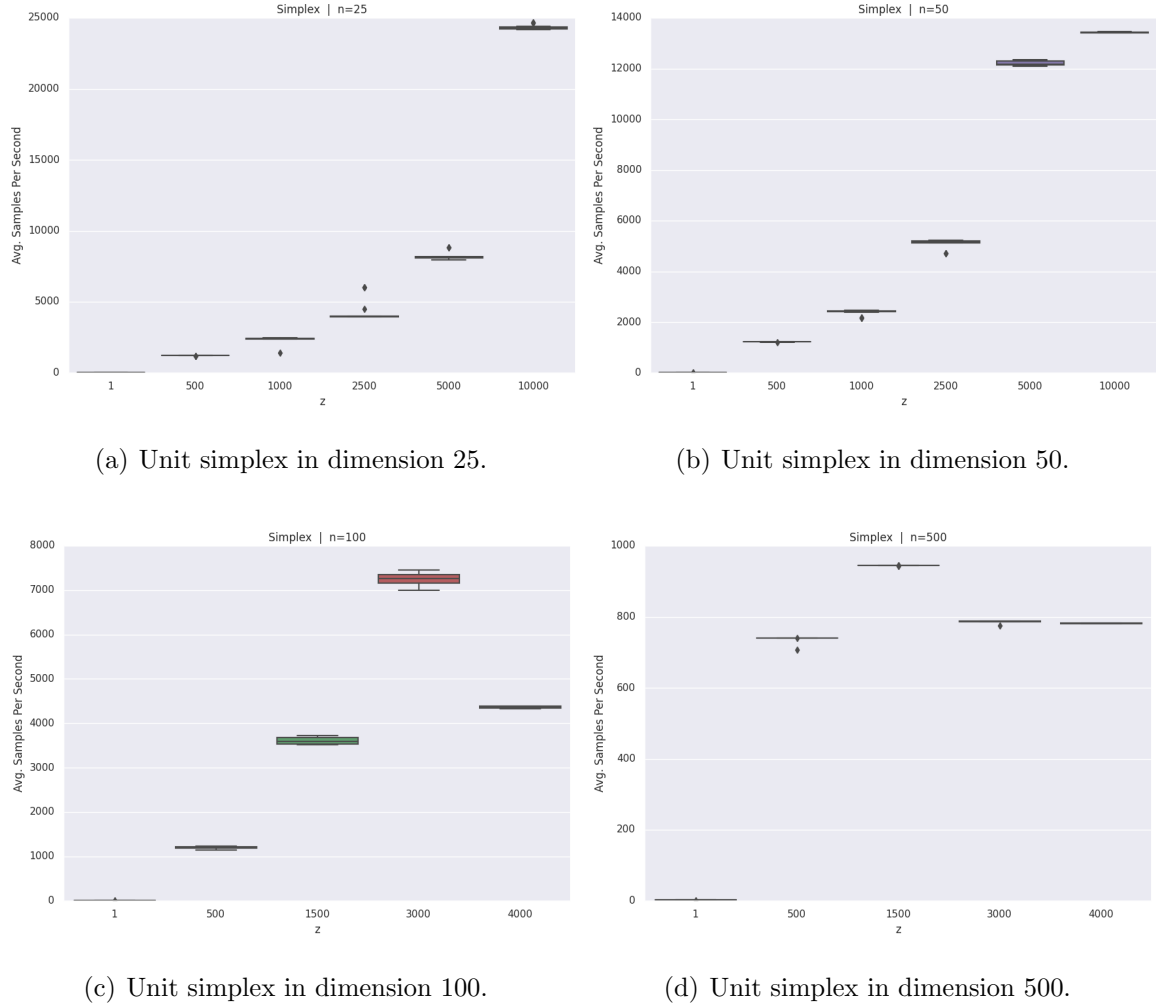 Simplex | n=25
Avg. Samples Per Second
25000
20000
15000
10000
5000
0
1 500 1000 2500 5000 10000
z
(a) Unit simplex in dimension 25.
Simplex | n=50
Avg. Samples Per Second
14000
12000
10000
8000
6000
4000
2000
0
1 500 1000 2500 5000 10000
z
(b) Unit simplex in dimension 50.
Simplex | n=100
Avg. Samples Per Second
8000
7000
6000
5000
4000
3000
2000
1000
0
1 500 1500 3000 4000
z
(c) Unit simplex in dimension 100.
Simplex | n=500
Avg. Samples Per Second
1000
800
600
400
200
0
1 500 1500 3000 4000
z
(d) Unit simplex in dimension 500.